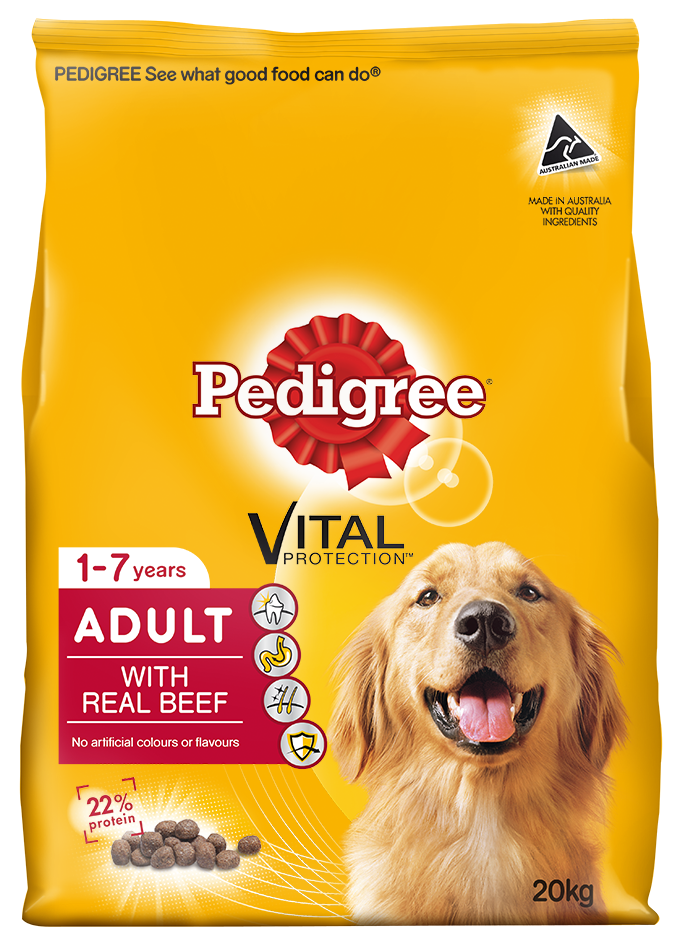 PEDIGREE See what good food can do®
AUSTRALIAN MADE
MADE IN AUSTRALIA
WITH QUALITY
INGREDIENTS
Pedigree®
VITAL
PROTECTION™
1-7 years
ADULT
WITH
REAL BEEF
No artificial colours or flavours
22%
protein
20kg